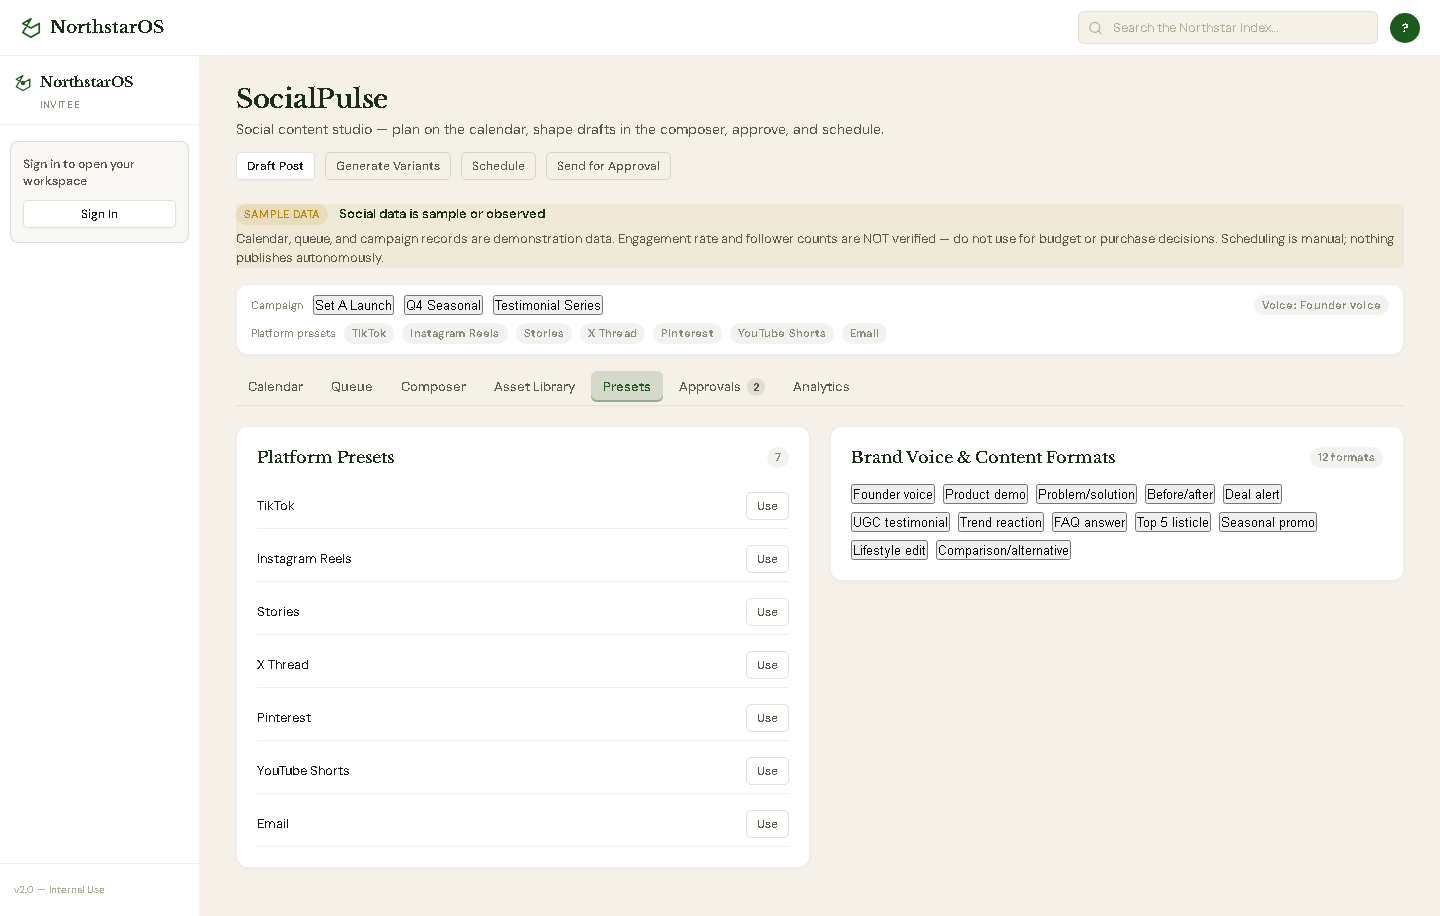 NorthstarOS
Search the Northstar Index...
?
NorthstarOS
INVITEE
Sign in to open your
workspace
Sign In
v2.0 — Internal Use
SocialPulse
Social content studio — plan on the calendar, shape drafts in the composer, approve, and schedule.
Draft Post
Generate Variants
Schedule
Send for Approval
SAMPLE DATA Social data is sample or observed
Calendar, queue, and campaign records are demonstration data. Engagement rate and follower counts are NOT verified — do not use for budget or purchase decisions. Scheduling is manual; nothing
publishes autonomously.
Campaign Set A Launch Q4 Seasonal Testimonial Series Voice: Founder voice
Platform presets TikTok Instagram Reels Stories X Thread Pinterest YouTube Shorts Email
Calendar Queue Composer Asset Library Presets Approvals 2 Analytics
Platform Presets 7
TikTok Use
Instagram Reels Use
Stories Use
X Thread Use
Pinterest Use
YouTube Shorts Use
Email Use
Brand Voice & Content Formats 12 formats
Founder voice Product demo Problem/solution Before/after Deal alert
UGC testimonial Trend reaction FAQ answer Top 5 listicle Seasonal promo
Lifestyle edit Comparison/alternative